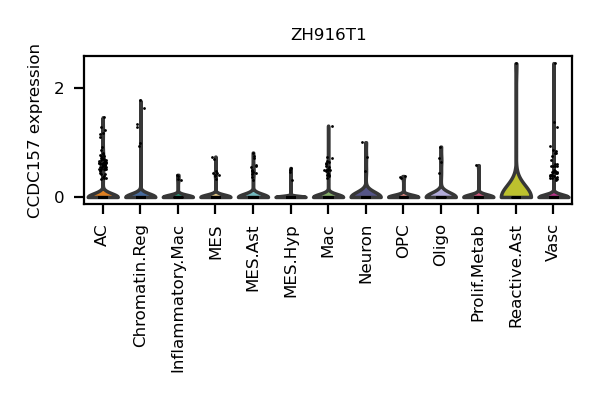 ZH916T1
CCDC157 expression
2
0
AC
Chromatin.Reg
Inflammatory.Mac
MES
MES.Ast
MES.Hyp
Mac
Neuron
OPC
Oligo
Prolif.Metab
Reactive.Ast
Vasc